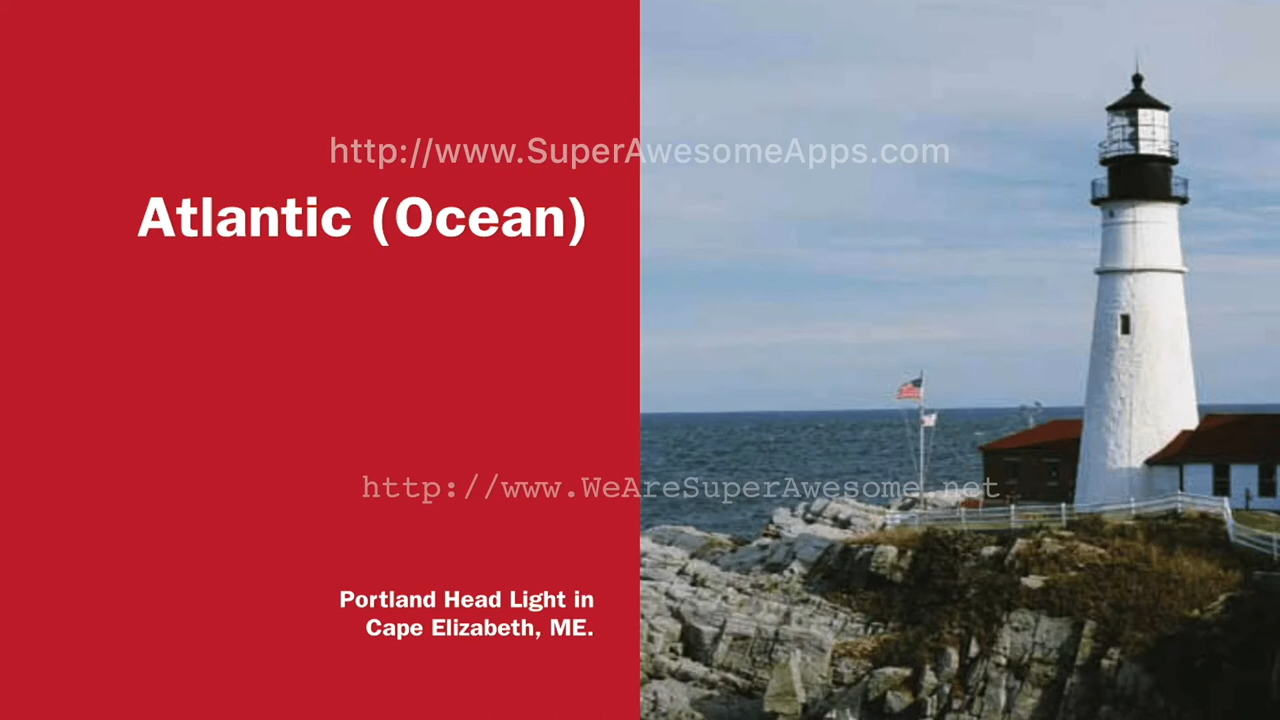 http://www.SuperAwesomeApps.com
Atlantic (Ocean)
http://www.WeAreSuperAwesome.net
Portland Head Light in
Cape Elizabeth, ME.